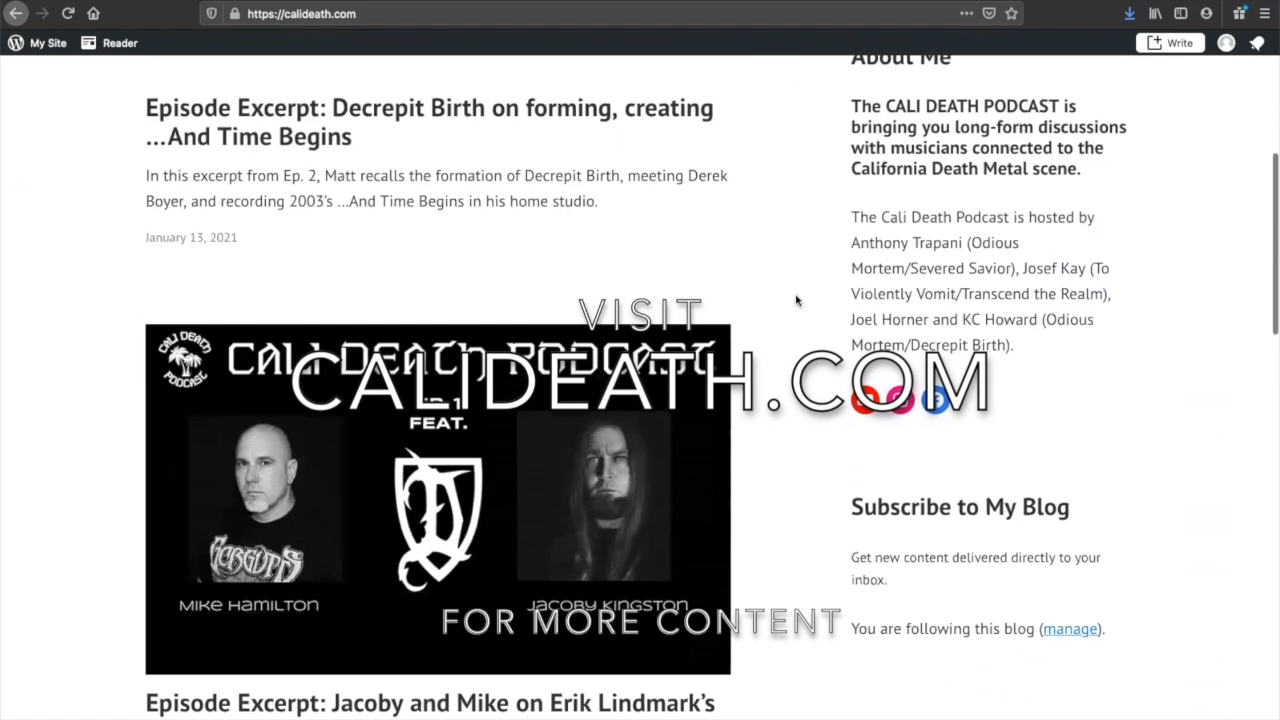 https://calideath.com
My Site
Reader
Write
Episode Excerpt: Decrepit Birth on forming, creating
…And Time Begins
In this excerpt from Ep. 2, Matt recalls the formation of Decrepit Birth, meeting Derek
Boyer, and recording 2003's …And Time Begins in his home studio.
January 13, 2021
VISIT
CALIDEATH.COM
FOR MORE CONTENT
CALI DEATH
PODCAST
CALI DEATH PODCAST
FEAT.
GORGUTS
MIKE HAMILTON
JACOBY KINGSTON
Episode Excerpt: Jacoby and Mike on Erik Lindmark's
About Me
The CALI DEATH PODCAST is
bringing you long-form discussions
with musicians connected to the
California Death Metal scene.
The Cali Death Podcast is hosted by
Anthony Trapani (Odious
Mortem/Severed Savior), Josef Kay (To
Violently Vomit/Transcend the Realm),
Joel Horner and KC Howard (Odious
Mortem/Decrepit Birth).
Subscribe to My Blog
Get new content delivered directly to your
inbox.
You are following this blog (manage).